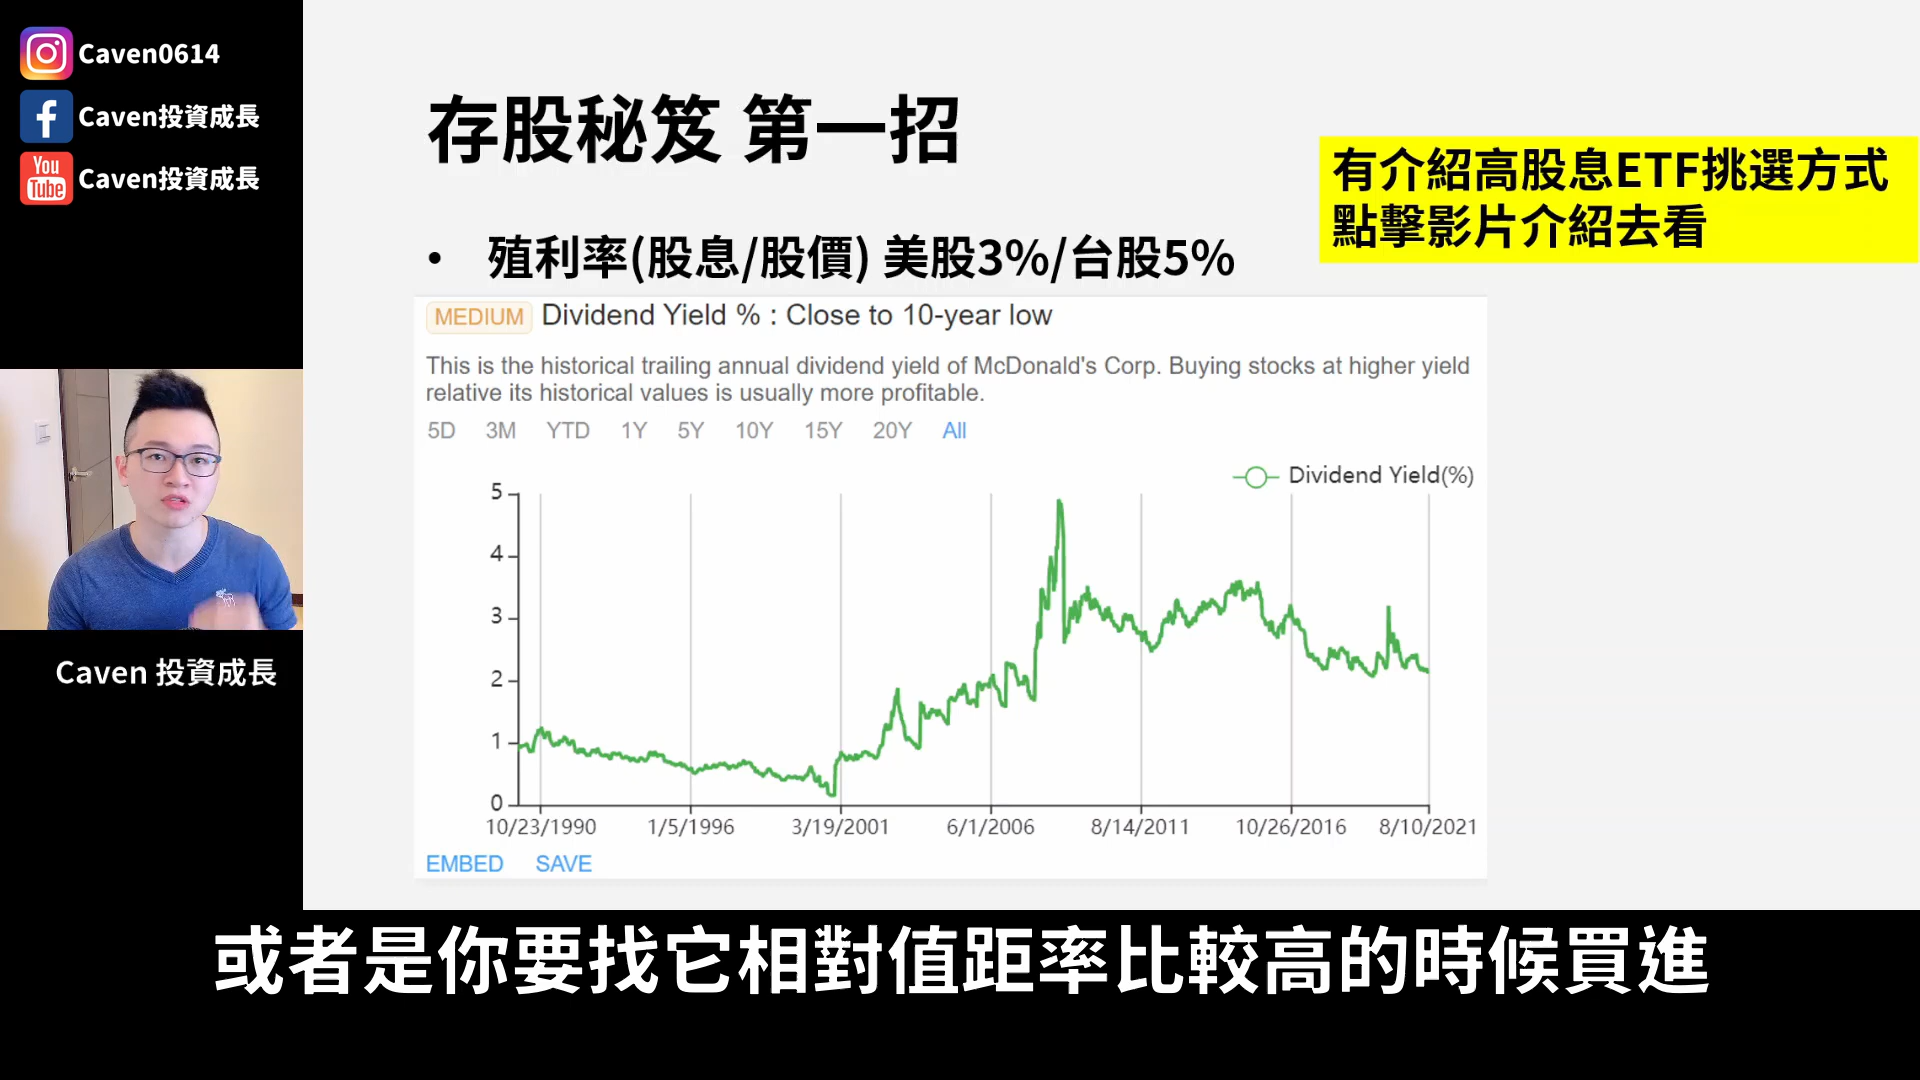 Caven0614
Caven投資成長
You
Tube
Caven投資成長
Caven 投資成長
存股秘笈 第一招
有介紹高股息ETF挑選方式
點擊影片介紹去看
• 殖利率(股息/股價) 美股3%/台股5%
MEDIUM Dividend Yield % : Close to 10-year low
This is the historical trailing annual dividend yield of McDonald's Corp. Buying stocks at higher yield
relative its historical values is usually more profitable.
5D 3M YTD 1Y 5Y 10Y 15Y 20Y All
Dividend Yield(%)
5
4
3
2
1
0
10/23/1990 1/5/1996 3/19/2001 6/1/2006 8/14/2011 10/26/2016 8/10/2021
EMBED SAVE
或者是你要找它相對值距率比較高的時候買進